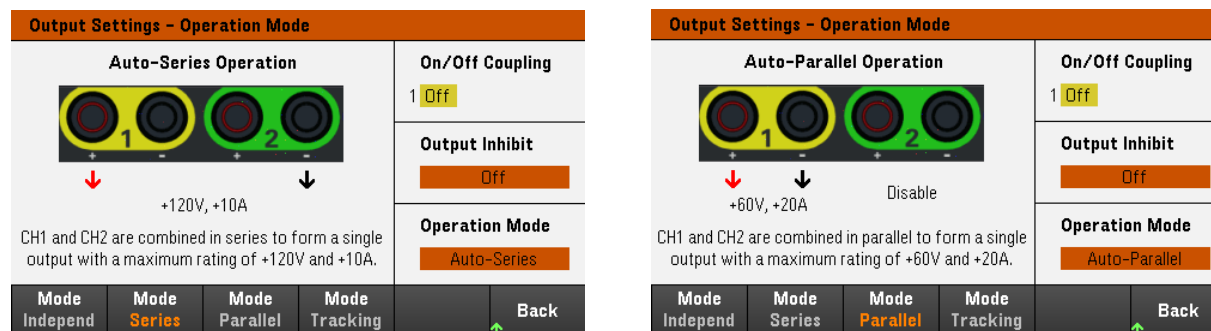 Output Settings - Operation Mode
Auto-Series Operation
1 2
+ - + -
+120V, +10A
CH1 and CH2 are combined in series to form a single
output with a maximum rating of +120V and +10A.
On/Off Coupling
1 Off
Output Inhibit
Off
Operation Mode
Auto-Series
Mode Independ
Mode Series
Mode Parallel
Mode Tracking
Back
Output Settings - Operation Mode
Auto-Parallel Operation
1 2
+ - + -
+60V, +20A
Disable
CH1 and CH2 are combined in parallel to form a single
output with a maximum rating of +60V and +20A.
On/Off Coupling
1 Off
Output Inhibit
Off
Operation Mode
Auto-Parallel
Mode Independ
Mode Series
Mode Parallel
Mode Tracking
Back